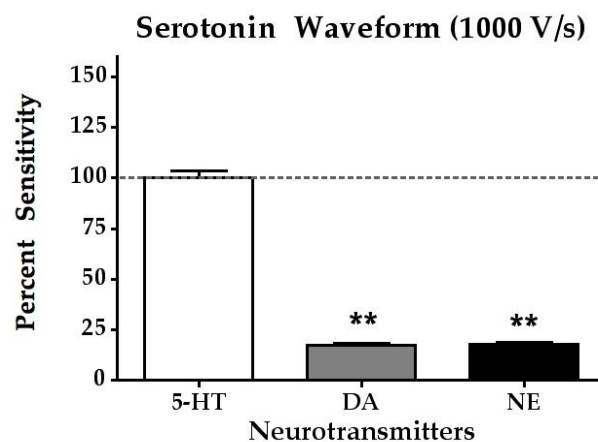 Serotonin Waveform (1000 V/s)
Percent Sensitivity
150
125
100
75
50
25
0
**
**
5-HT DA NE
Neurotransmitters